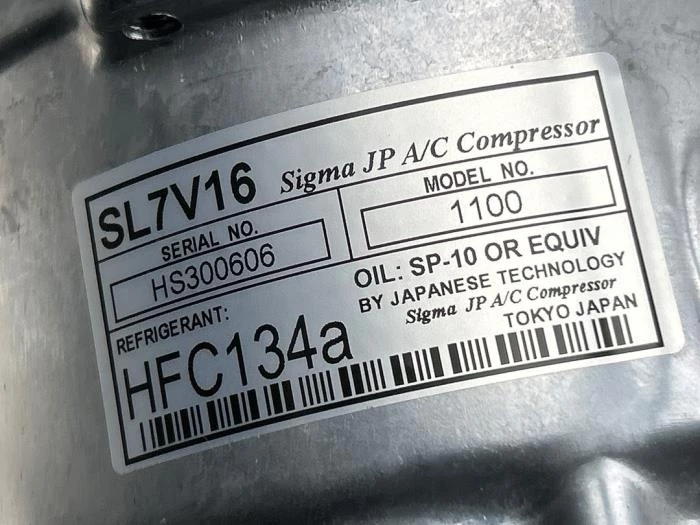 SL7V16 Sigma JP A/C Compressor
SERIAL NO.
HS300606
MODEL NO.
1100
REFRIGERANT:
HFC134a
OIL: SP-10 OR EQUIV
BY JAPANESE TECHNOLOGY
Sigma JP A/C Compressor
TOKYO JAPAN